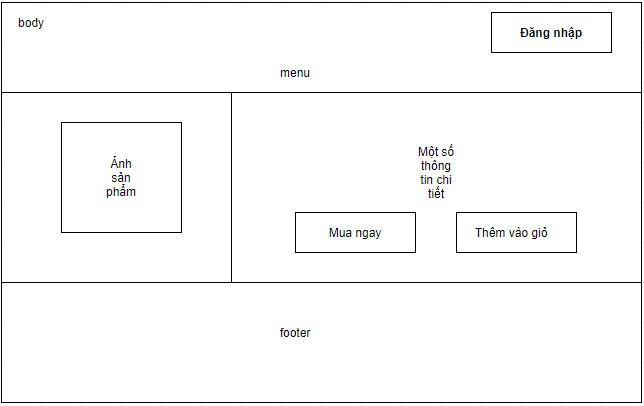 body
Đăng nhập
menu
Ảnh
sản
phẩm
Một số
thông
tin chi
tiết
Mua ngay
Thêm vào giỏ
footer